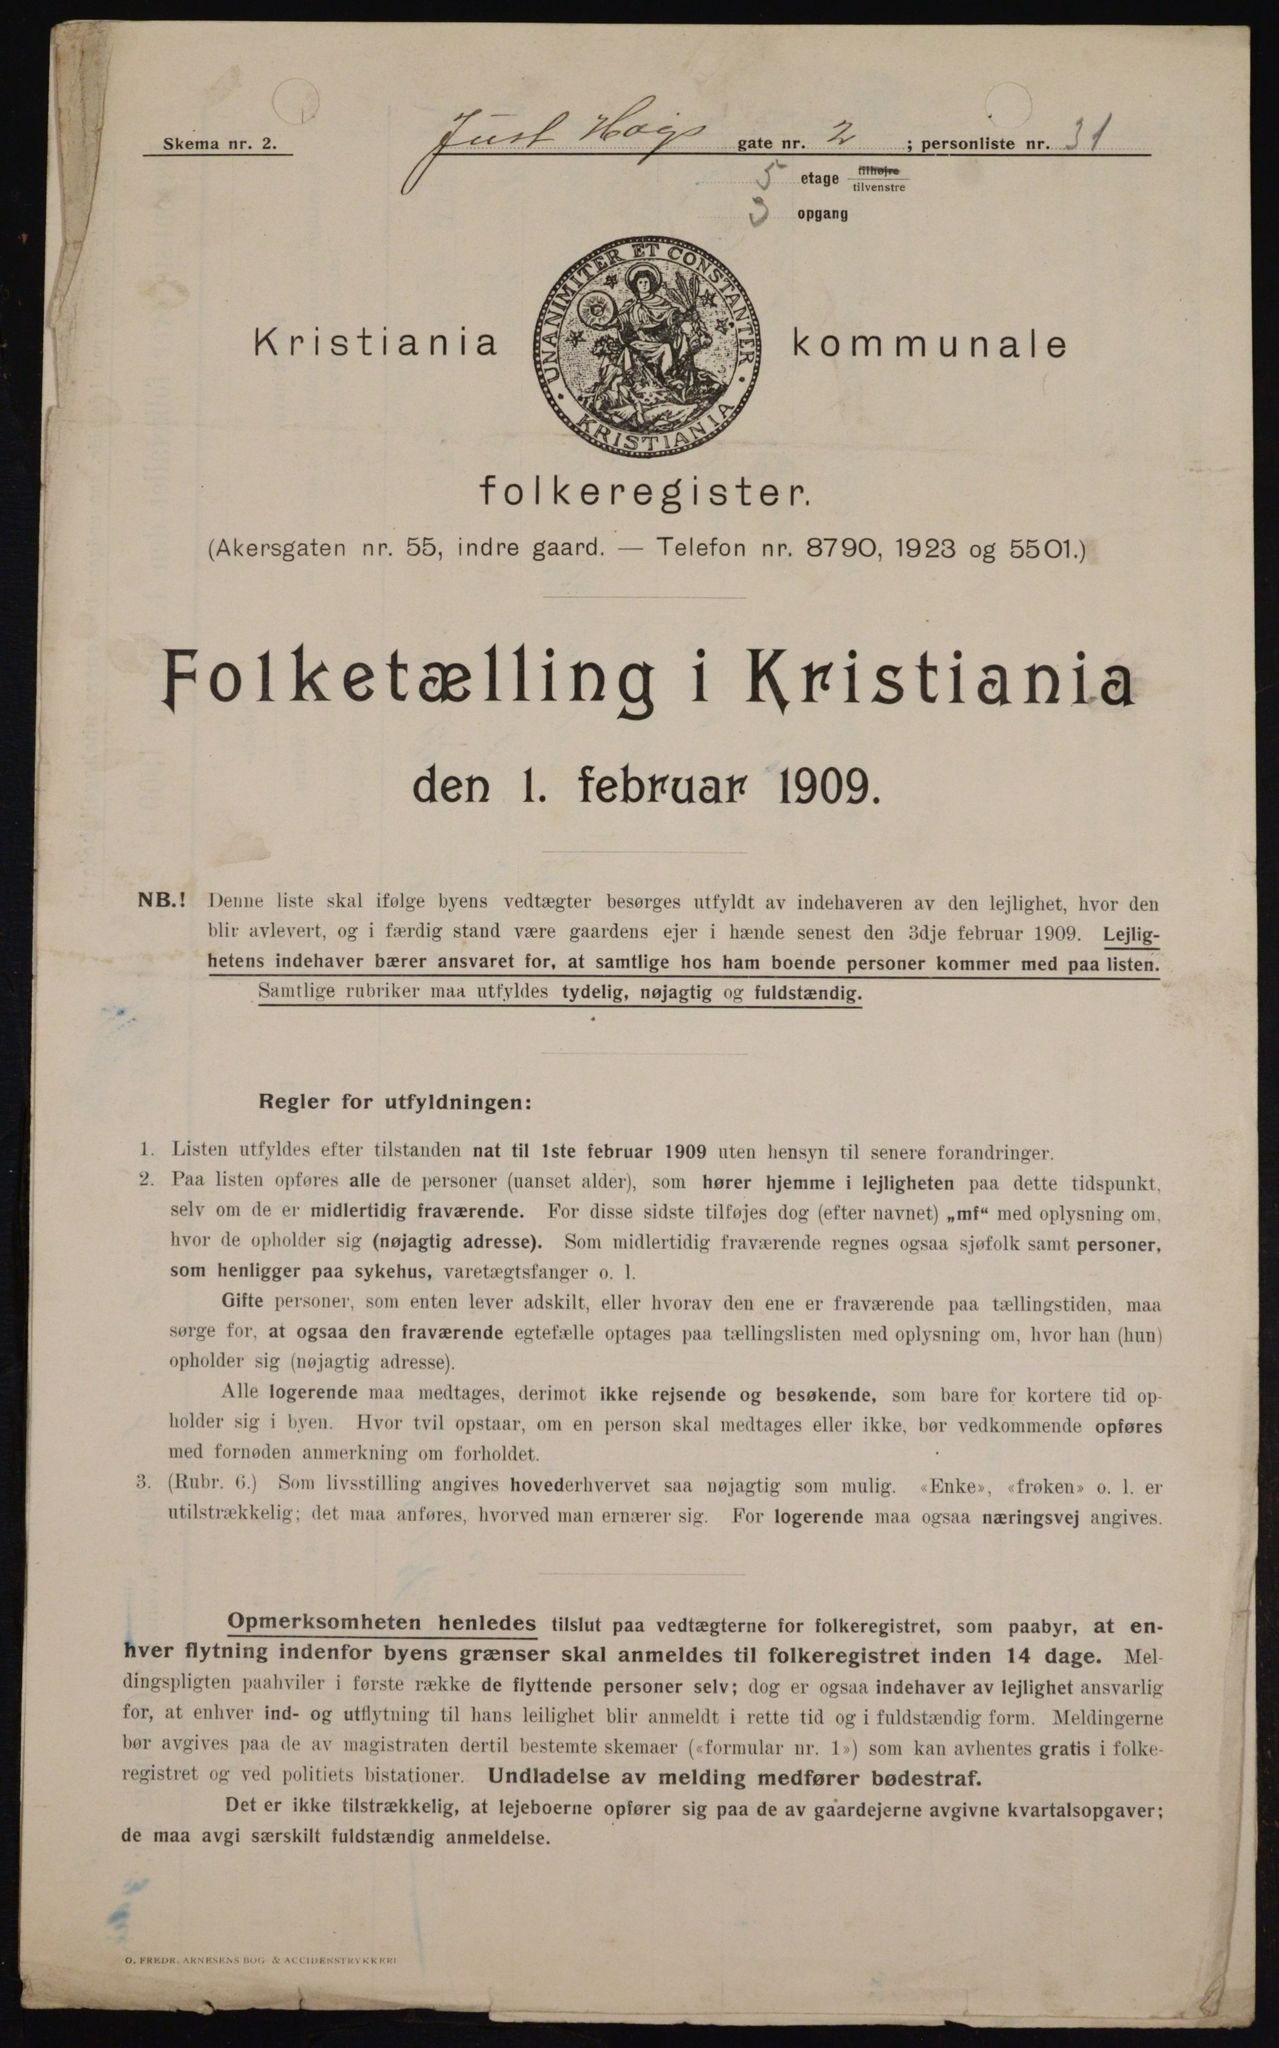 Skema nr. 2.
Just Høgs gate nr. 2 ; personliste nr. 31
5 etage tilhøjre
tilvenstre
3 opgang
UNANIMITER ET CONSTANTER
KRISTIANIA
Kristiania kommunale
folkeregister.
(Akersgaten nr. 55, indre gaard. — Telefon nr. 8790, 1923 og 5501.)
Folketælling i Kristiania
den 1. februar 1909.
NB.! Denne liste skal ifølge byens vedtægter besørges utfyldt av indehaveren av den lejlighet, hvor den
blir avlevert, og i færdig stand være gaardens ejer i hænde senest den 3dje februar 1909. Lejlig-
hetens indehaver bærer ansvaret for, at samtlige hos ham boende personer kommer med paa listen.
Samtlige rubriker maa utfyldes tydelig, nøjagtig og fuldstændig.
Regler for utfyldningen:
1. Listen utfyldes efter tilstanden nat til 1ste februar 1909 uten hensyn til senere forandringer.
2. Paa listen opføres alle de personer (uanset alder), som hører hjemme i lejligheten paa dette tidspunkt,
selv om de er midlertidig fraværende. For disse sidste tilføjes dog (efter navnet) „mf“ med oplysning om,
hvor de opholder sig (nøjagtig adresse). Som midlertidig fraværende regnes ogsaa sjøfolk samt personer,
som henligger paa sykehus, varetægtsfanger o. l.
Gifte personer, som enten lever adskilt, eller hvorav den ene er fraværende paa tællingstiden, maa
sørge for, at ogsaa den fraværende egtefælle optages paa tællingslisten med oplysning om, hvor han (hun)
opholder sig (nøjagtig adresse).
Alle logerende maa medtages, derimot ikke rejsende og besøkende, som bare for kortere tid op-
holder sig i byen. Hvor tvil opstaar, om en person skal medtages eller ikke, bør vedkommende opføres
med fornøden anmerkning om forholdet.
3. (Rubr. 6.) Som livsstilling angives hovederhvervet saa nøjagtig som mulig. «Enke», «frøken» o. l. er
utilstrækkelig; det maa anføres, hvorved man ernærer sig. For logerende maa ogsaa næringsvej angives.
Opmerksomheten henledes tilslut paa vedtægterne for folkeregistret, som paabyr, at en-
hver flytning indenfor byens grænser skal anmeldes til folkeregistret inden 14 dage. Mel-
dingspligten paahviler i første række de flyttende personer selv; dog er ogsaa indehaver av lejlighet ansvarlig
for, at enhver ind- og utflytning til hans leilighet blir anmeldt i rette tid og i fuldstændig form. Meldingerne
bør avgives paa de av magistraten dertil bestemte skemaer («formular nr. 1») som kan avhentes gratis i folke-
registret og ved politiets bistationer. Undladelse av melding medfører bødestraf.
Det er ikke tilstrækkelig, at lejeboerne opfører sig paa de av gaardejerne avgivne kvartalsopgaver;
de maa avgi særskilt fuldstændig anmeldelse.
O. FREDR. ARNESENS BOG- & ACCIDENSTRYKKERI